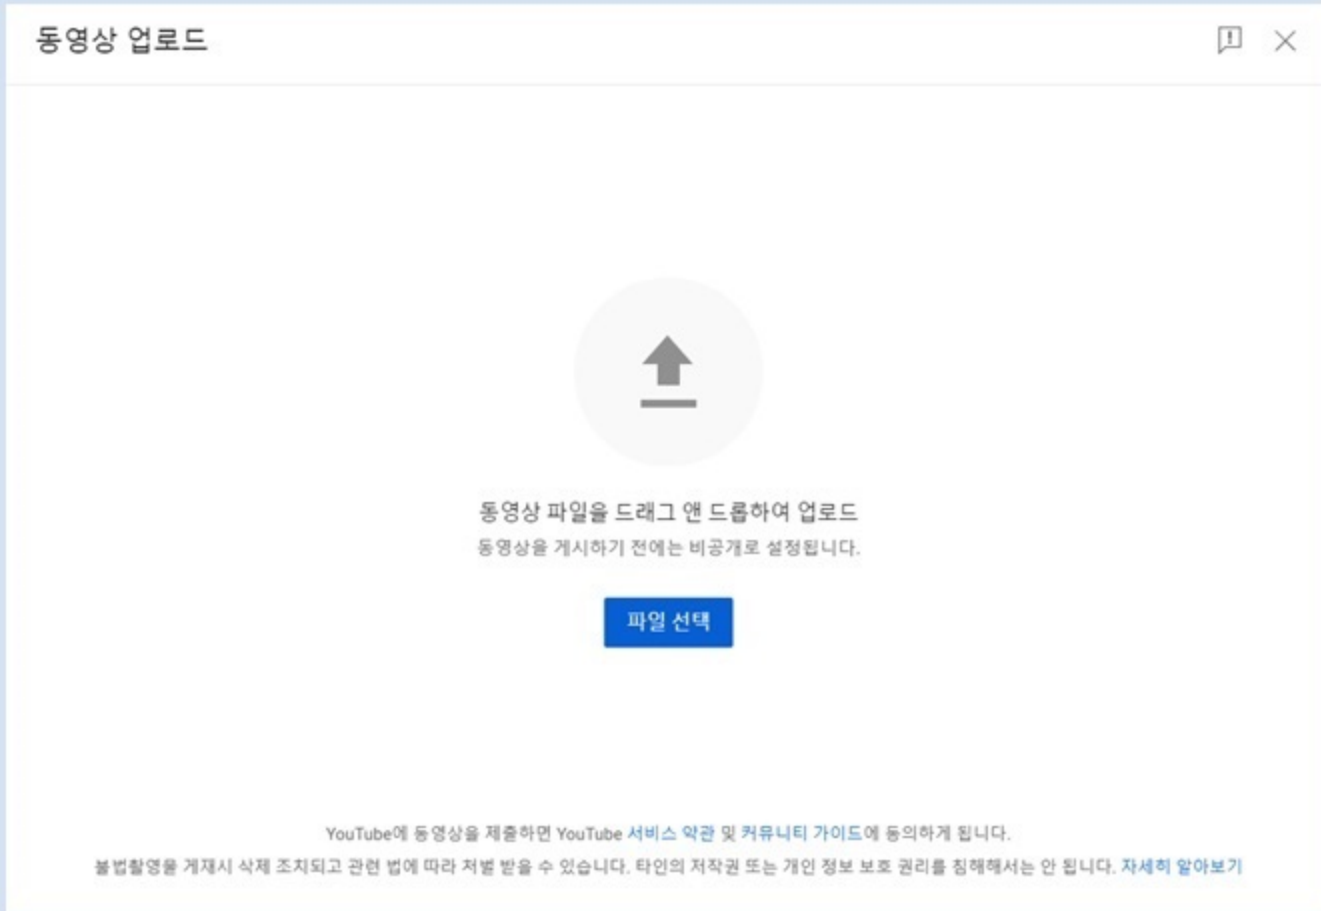 동영상 업로드
동영상 파일을 드래그 앤 드롭하여 업로드
동영상을 게시하기 전에는 비공개로 설정됩니다.
파일 선택
YouTube에 동영상을 제출하면 YouTube 서비스 약관 및 커뮤니티 가이드에 동의하게 됩니다.
불법촬영물 게재시 삭제 조치되고 관련 법에 따라 처벌 받을 수 있습니다. 타인의 저작권 또는 개인 정보 보호 권리를 침해해서는 안 됩니다. 자세히 알아보기